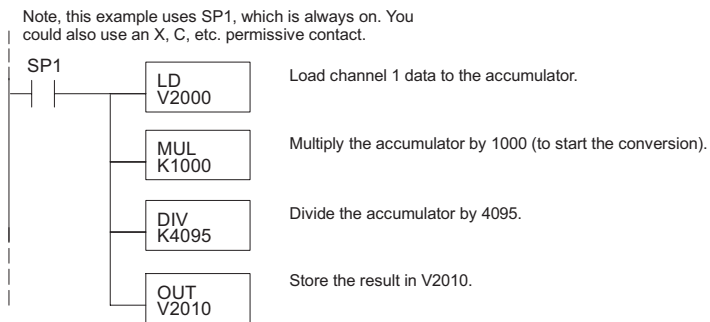 Note, this example uses SP1, which is always on. You
could also use an X, C, etc. permissive contact.
SP1
LD
V2000
Load channel 1 data to the accumulator.
MUL
K1000
Multiply the accumulator by 1000 (to start the conversion).
DIV
K4095
Divide the accumulator by 4095.
OUT
V2010
Store the result in V2010.